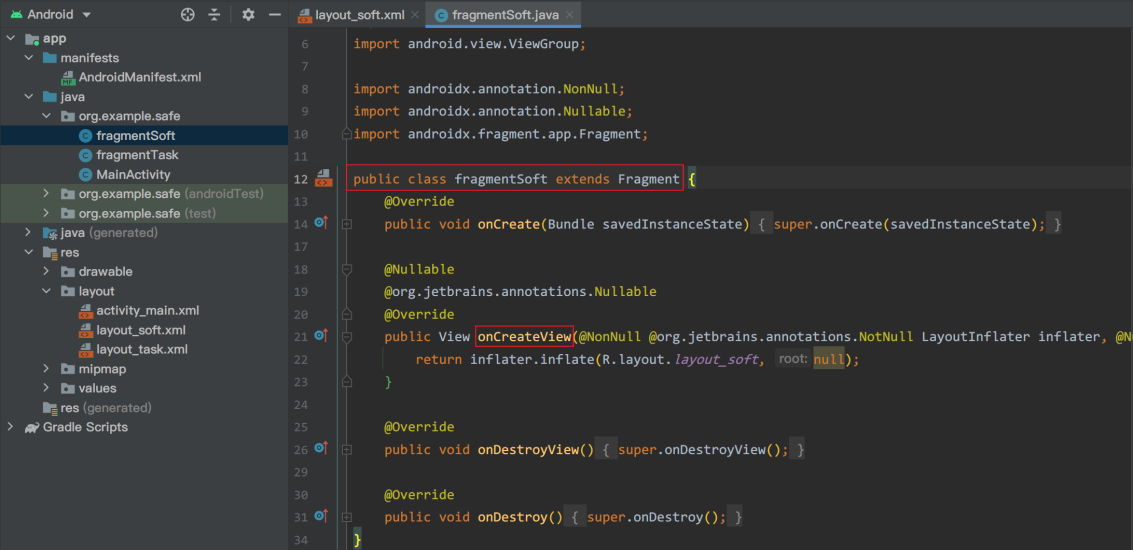 Android
layout_soft.xml
fragmentSoft.java
app
manifests
AndroidManifest.xml
java
org.example.safe
fragmentSoft
fragmentTask
MainActivity
org.example.safe (androidTest)
org.example.safe (test)
java (generated)
res
drawable
layout
activity_main.xml
layout_soft.xml
layout_task.xml
mipmap
values
res (generated)
Gradle Scripts
6 import android.view.ViewGroup;
7
8 import androidx.annotation.NonNull;
9 import androidx.annotation.Nullable;
10 import androidx.fragment.app.Fragment;
11
12 public class fragmentSoft extends Fragment {
13 @Override
14 public void onCreate(Bundle savedInstanceState) { super.onCreate(savedInstanceState); }
17
18 @Nullable
19 @org.jetbrains.annotations.Nullable
20 @Override
21 public View onCreateView(@NonNull @org.jetbrains.annotations.NotNull LayoutInflater inflater, @Nu
22 return inflater.inflate(R.layout.layout_soft, root: null);
23 }
24
25 @Override
26 public void onDestroyView() { super.onDestroyView(); }
29
30 @Override
31 public void onDestroy() { super.onDestroy(); }
34 }